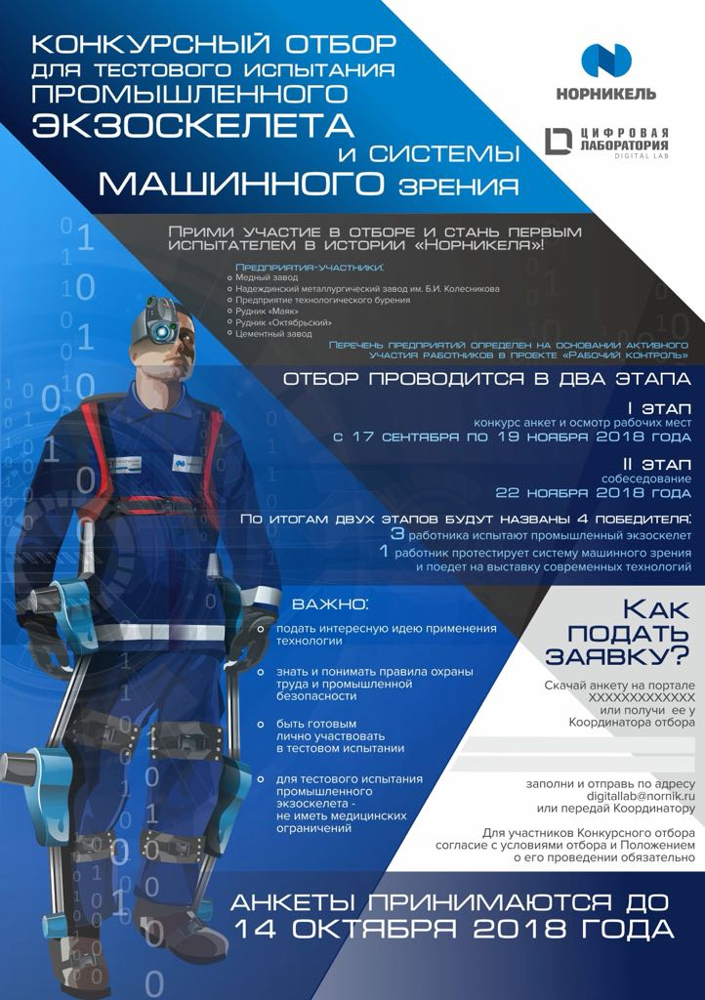 КОНКУРСНЫЙ ОТБОР
ДЛЯ ТЕСТОВОГО ИСПЫТАНИЯ
ПРОМЫШЛЕННОГО
ЭКЗОСКЕЛЕТА
И СИСТЕМЫ
МАШИННОГО ЗРЕНИЯ
НОРНИКЕЛЬ
ЦИФРОВАЯ
ЛАБОРАТОРИЯ
DIGITAL LAB
ПРИМИ УЧАСТИЕ В ОТБОРЕ И СТАНЬ ПЕРВЫМ
ИСПЫТАТЕЛЕМ В ИСТОРИИ «НОРНИКЕЛЯ»!
ПРЕДПРИЯТИЯ-УЧАСТНИКИ:
Медный завод
Надеждинский металлургический завод им. Б.И. Колесникова
Предприятие технологического бурения
Рудник «Маяк»
Рудник «Октябрьский»
Цементный завод
ПЕРЕЧЕНЬ ПРЕДПРИЯТИЙ ОПРЕДЕЛЕН НА ОСНОВАНИИ АКТИВНОГО
УЧАСТИЯ РАБОТНИКОВ В ПРОЕКТЕ «РАБОЧИЙ КОНТРОЛЬ»
ОТБОР ПРОВОДИТСЯ В ДВА ЭТАПА
I ЭТАП
конкурс анкет и осмотр рабочих мест
С 17 СЕНТЯБРЯ ПО 19 НОЯБРЯ 2018 ГОДА
II ЭТАП
собеседование
22 НОЯБРЯ 2018 ГОДА
ПО ИТОГАМ ДВУХ ЭТАПОВ БУДУТ НАЗВАНЫ 4 ПОБЕДИТЕЛЯ:
3 работника испытают промышленный экзоскелет
1 работник протестирует систему машинного зрения
и поедет на выставку современных технологий
ВАЖНО:
подать интересную идею применения
технологии
знать и понимать правила охраны
труда и промышленной
безопасности
быть готовым
лично участвовать
в тестовом испытании
для тестового испытания
промышленного
экзоскелета -
не иметь медицинских
ограничений
КАК
ПОДАТЬ
ЗАЯВКУ?
Скачай анкету на портале
XXXXXXXXXXXXX
или получи ее у
Координатора отбора
заполни и отправь по адресу
digitallab@nornik.ru
или передай Координатору
Для участников Конкурсного отбора
согласие с условиями отбора и Положением
о его проведении обязательно
АНКЕТЫ ПРИНИМАЮТСЯ ДО
14 ОКТЯБРЯ 2018 ГОДА